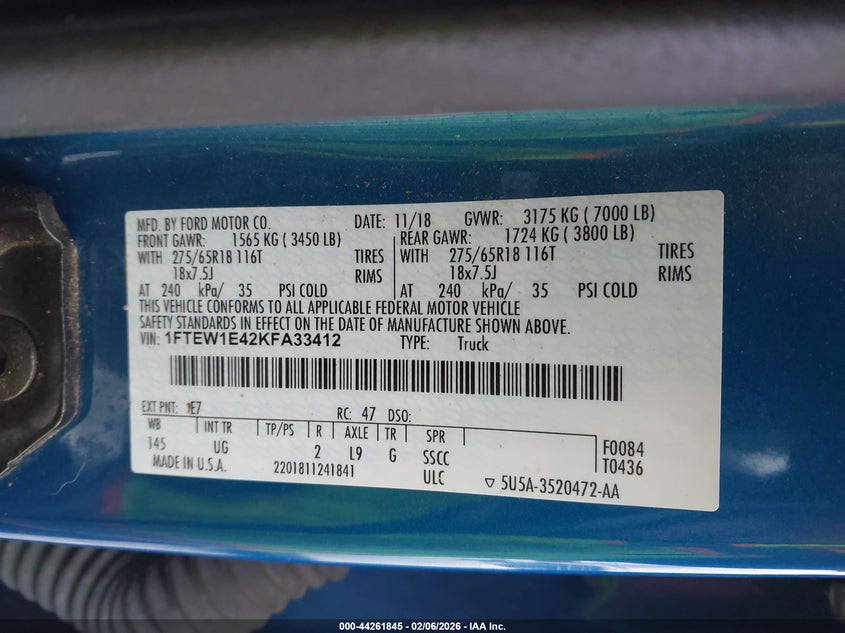 MFD. BY FORD MOTOR CO. DATE: 11/18 GVWR: 3175 KG ( 7000 LB)
FRONT GAWR: 1565 KG ( 3450 LB) REAR GAWR: 1724 KG ( 3800 LB)
WITH 275/65R18 116T TIRES WITH 275/65R18 116T TIRES
18x7.5J RIMS 18x7.5J RIMS
AT 240 kPa/ 35 PSI COLD AT 240 kPa/ 35 PSI COLD
THIS VEHICLE CONFORMS TO ALL APPLICABLE FEDERAL MOTOR VEHICLE
SAFETY STANDARDS IN EFFECT ON THE DATE OF MANUFACTURE SHOWN ABOVE.
VIN: 1FTEW1E42KFA33412 TYPE: Truck
EXT PNT: 1E7 RC: 47 DSO:
WB INT TR TP/PS R AXLE TR SPR F0084
145 UG 2 L9 G SSCC T0436
MADE IN U.S.A. 2201811241841 ULC ▽ 5U5A-3520472-AA
000-44261845 - 02/06/2026 - IAA Inc.